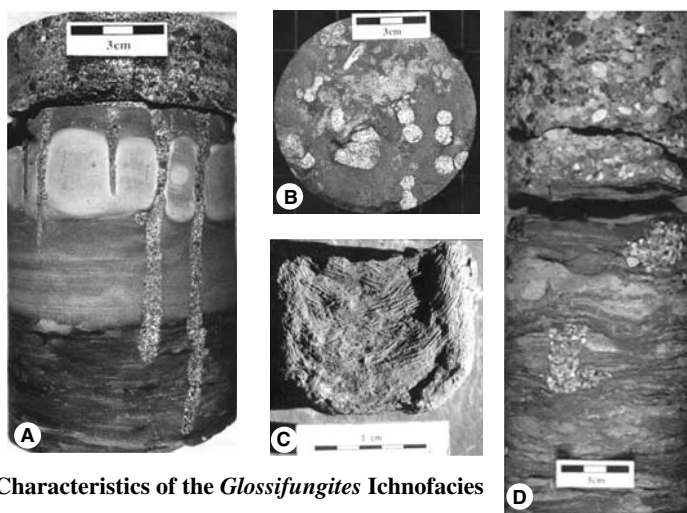 3cm
3cm
B
A
5 cm
C
3cm
D
Characteristics of the Glossifungites Ichnofacies